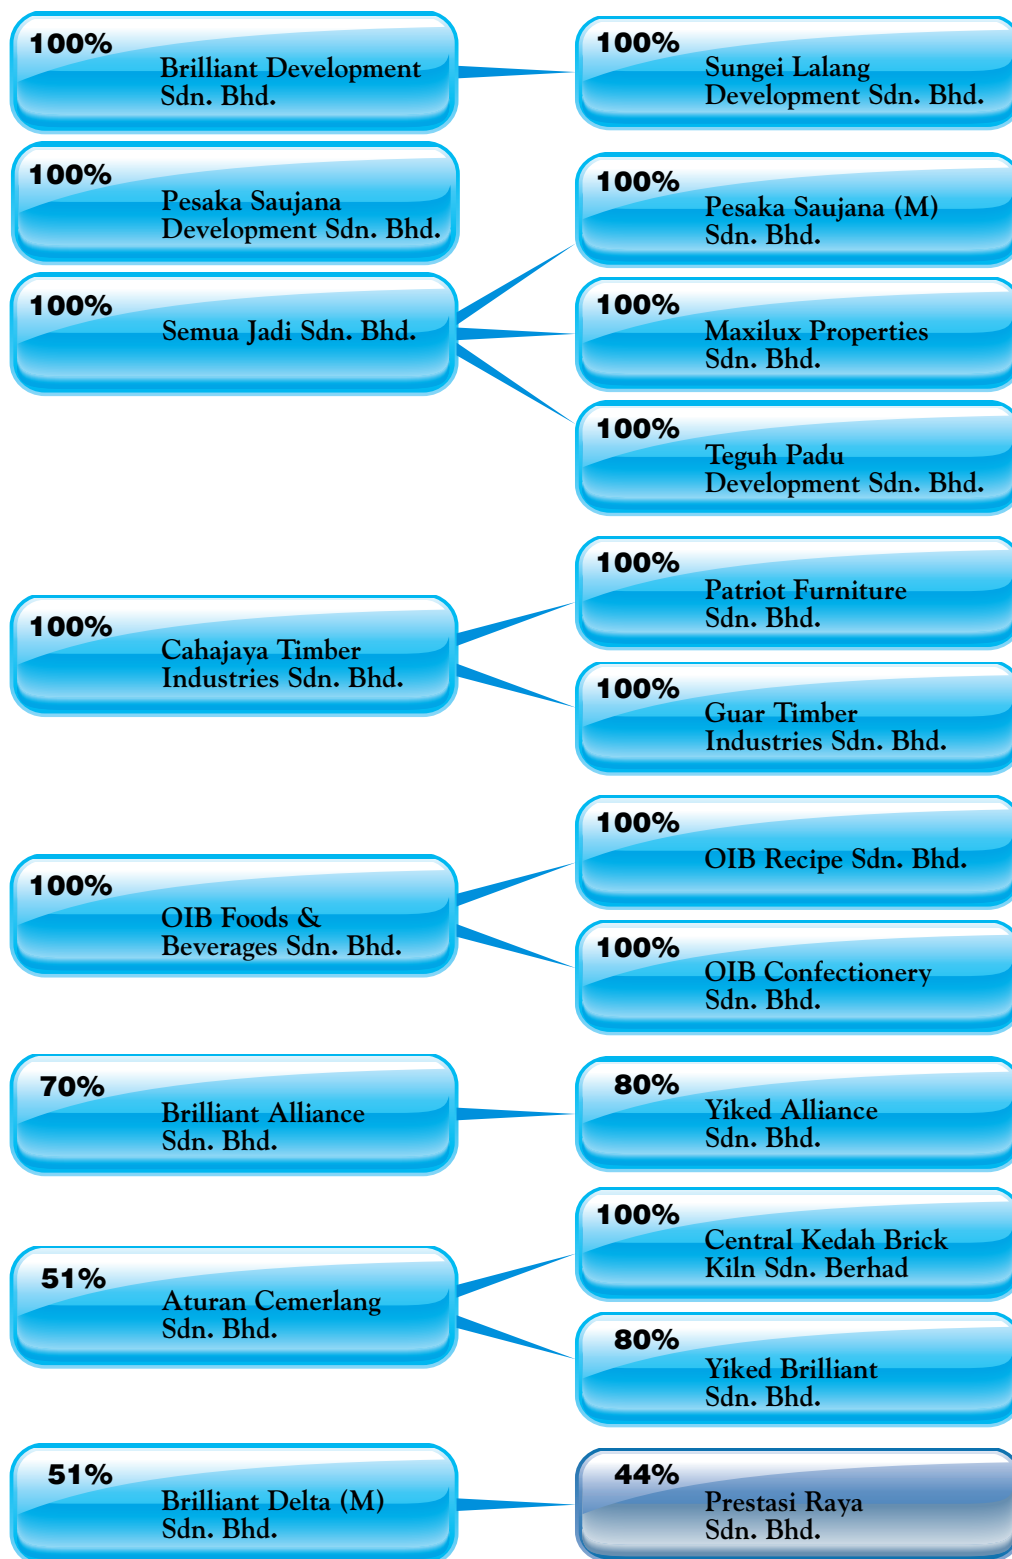 100%
Brilliant Development
Sdn. Bhd.
100%
Sungei Lalang
Development Sdn. Bhd.
100%
Pesaka Saujana
Development Sdn. Bhd.
100%
Semua Jadi Sdn. Bhd.
100%
Pesaka Saujana (M)
Sdn. Bhd.
100%
Maxilux Properties
Sdn. Bhd.
100%
Teguh Padu
Development Sdn. Bhd.
100%
Cahajaya Timber
Industries Sdn. Bhd.
100%
Patriot Furniture
Sdn. Bhd.
100%
Guar Timber
Industries Sdn. Bhd.
100%
OIB Foods &
Beverages Sdn. Bhd.
100%
OIB Recipe Sdn. Bhd.
100%
OIB Confectionery
Sdn. Bhd.
70%
Brilliant Alliance
Sdn. Bhd.
80%
Yiked Alliance
Sdn. Bhd.
51%
Aturan Cemerlang
Sdn. Bhd.
100%
Central Kedah Brick
Kiln Sdn. Berhad
80%
Yiked Brilliant
Sdn. Bhd.
51%
Brilliant Delta (M)
Sdn. Bhd.
44%
Prestasi Raya
Sdn. Bhd.